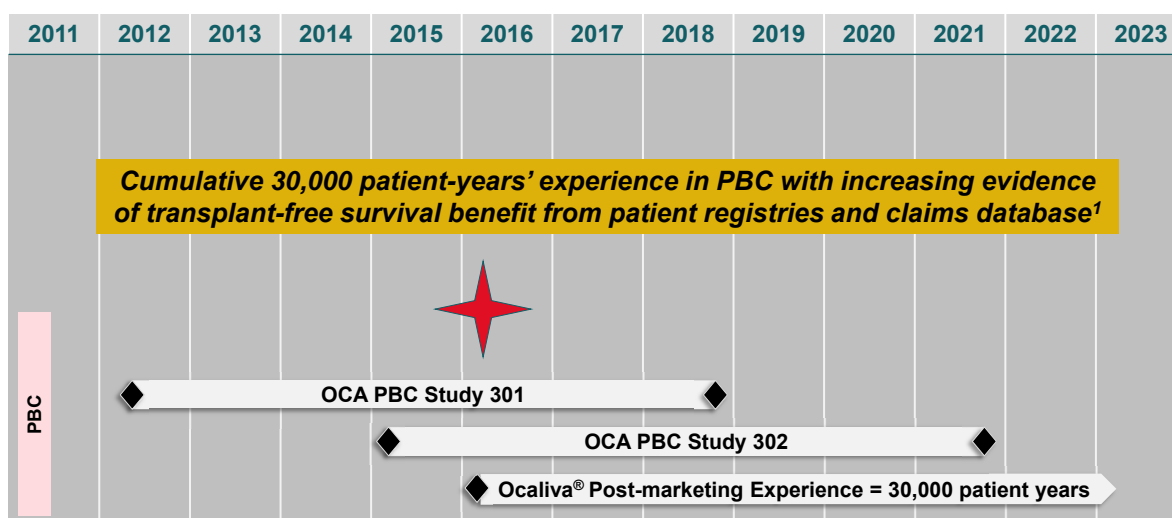 2011 2012 2013 2014 2015 2016 2017 2018 2019 2020 2021 2022 2023
Cumulative 30,000 patient-years’ experience in PBC with increasing evidence
of transplant-free survival benefit from patient registries and claims database¹
PBC
OCA PBC Study 301
OCA PBC Study 302
Ocaliva® Post-marketing Experience = 30,000 patient years